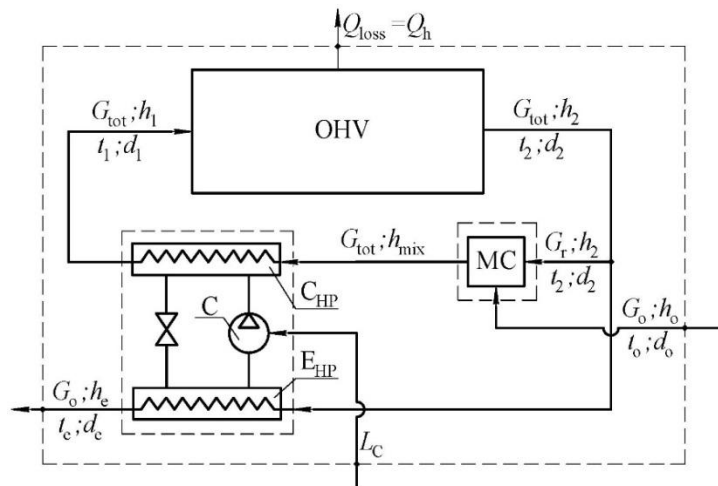 Q_loss = Q_h
G_tot; h_1
t_1; d_1
OHV
G_tot; h_2
t_2; d_2
G_tot; h_mix
MC
G_r; h_2
t_2; d_2
C_HP
C
G_o; h_o
t_o; d_o
E_HP
G_o; h_e
t_e; d_e
L_C